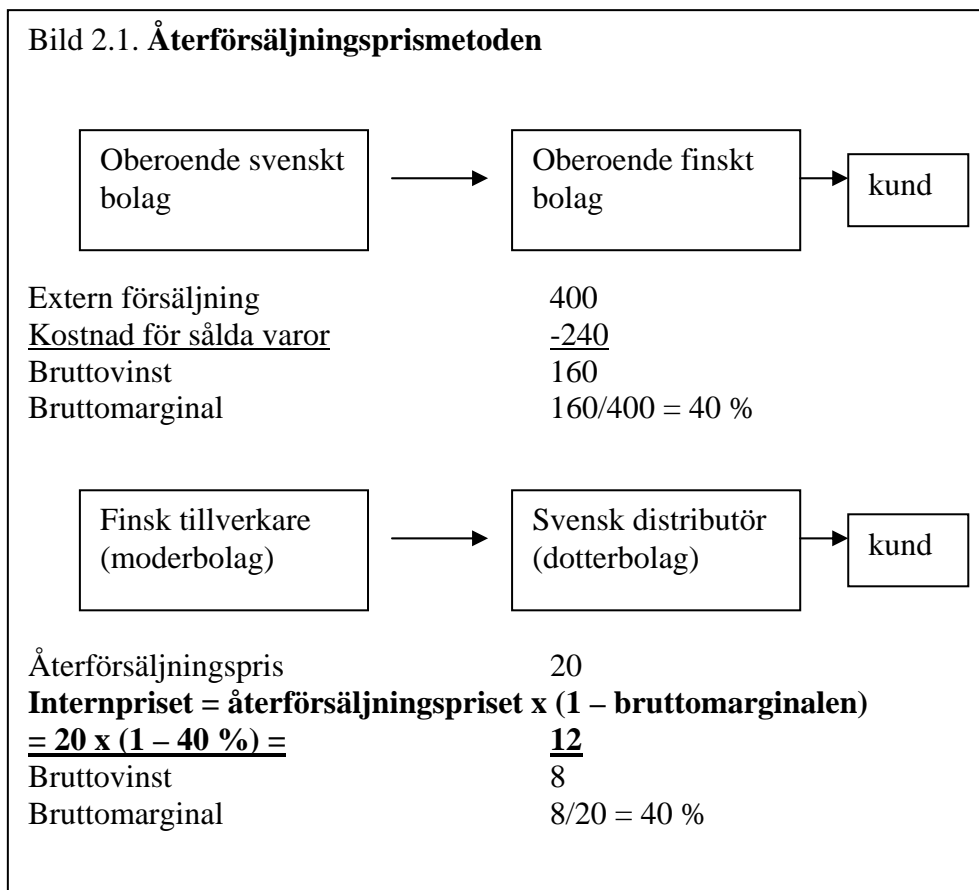 Bild 2.1. Återförsäljningsprismetoden
Oberoende svenskt
bolag
Oberoende finskt
bolag
kund
Extern försäljning 400
Kostnad för sålda varor -240
Bruttovinst 160
Bruttomarginal 160/400 = 40 %
Finsk tillverkare
(moderbolag)
Svensk distributör
(dotterbolag)
kund
Återförsäljningspris 20
Internpriset = återförsäljningspriset x (1 – bruttomarginalen)
= 20 x (1 – 40 %) = 12
Bruttovinst 8
Bruttomarginal 8/20 = 40 %